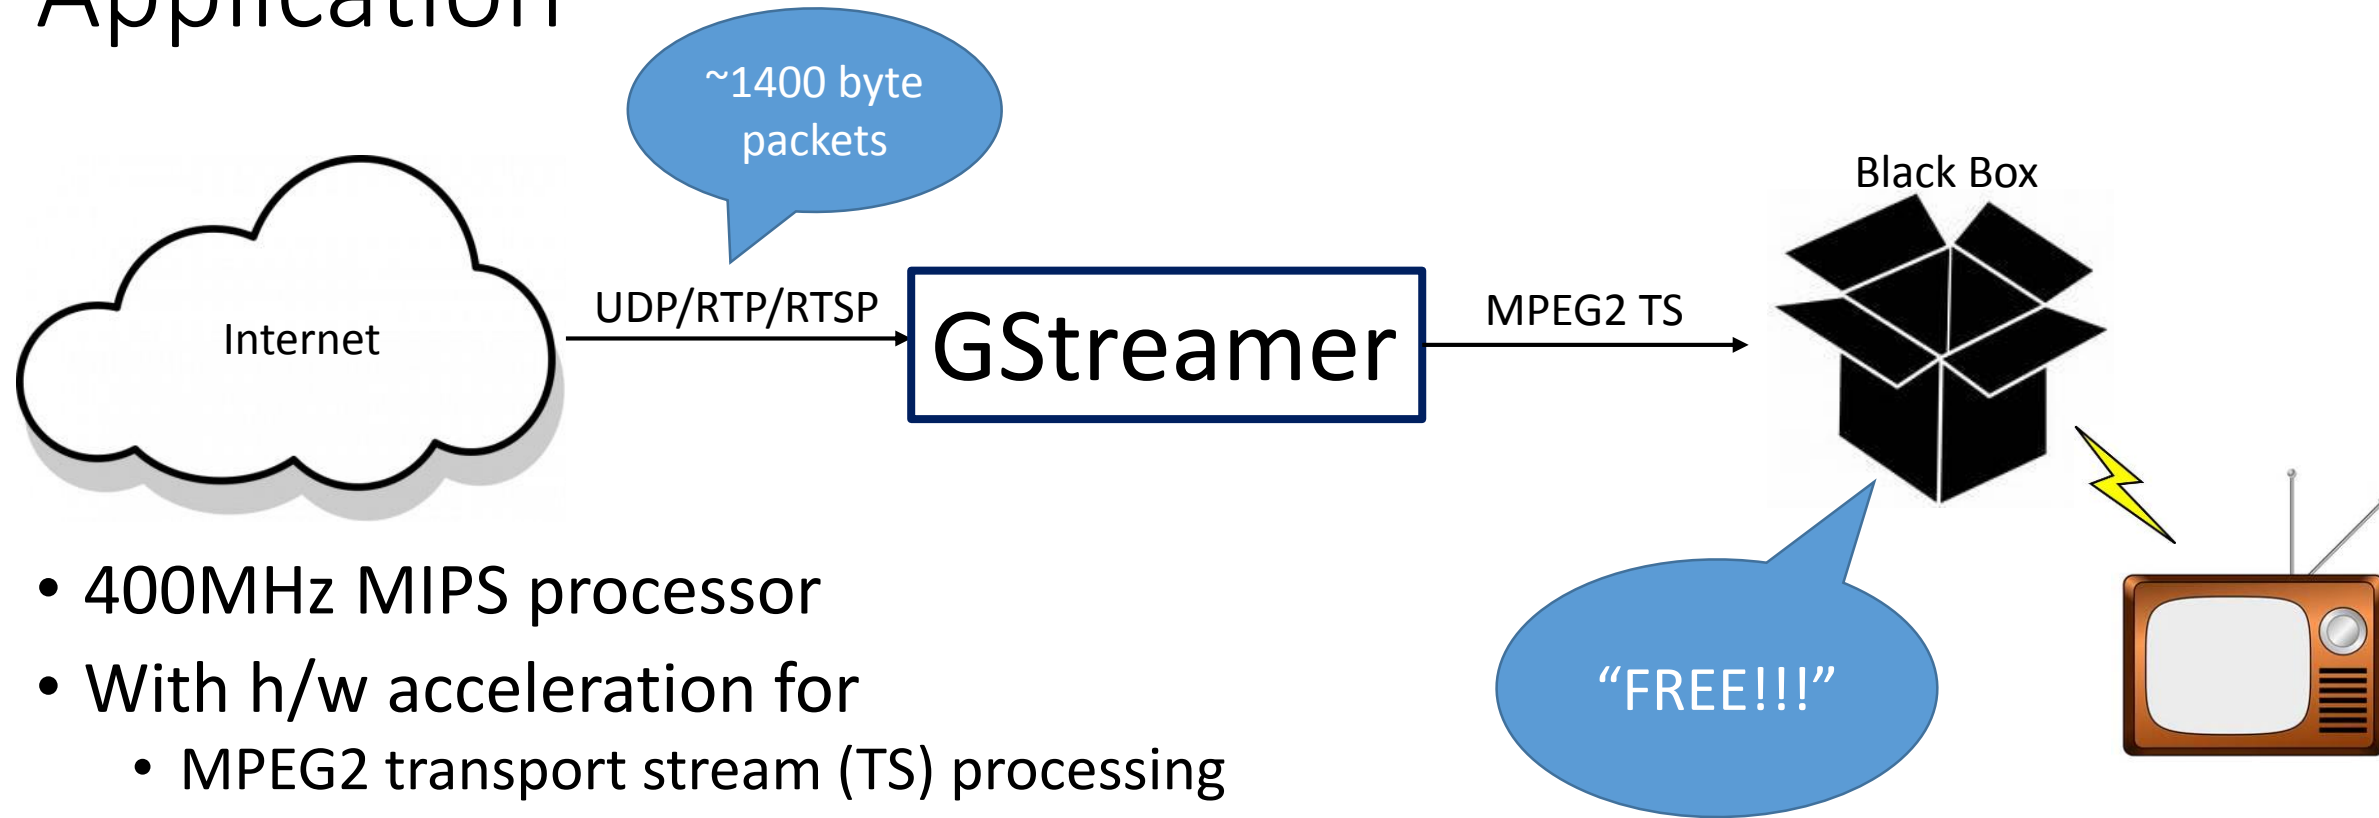 Application
~1400 byte
packets
Black Box
Internet
UDP/RTP/RTSP
GStreamer
MPEG2 TS
• 400MHz MIPS processor
• With h/w acceleration for
• MPEG2 transport stream (TS) processing
“FREE!!!”